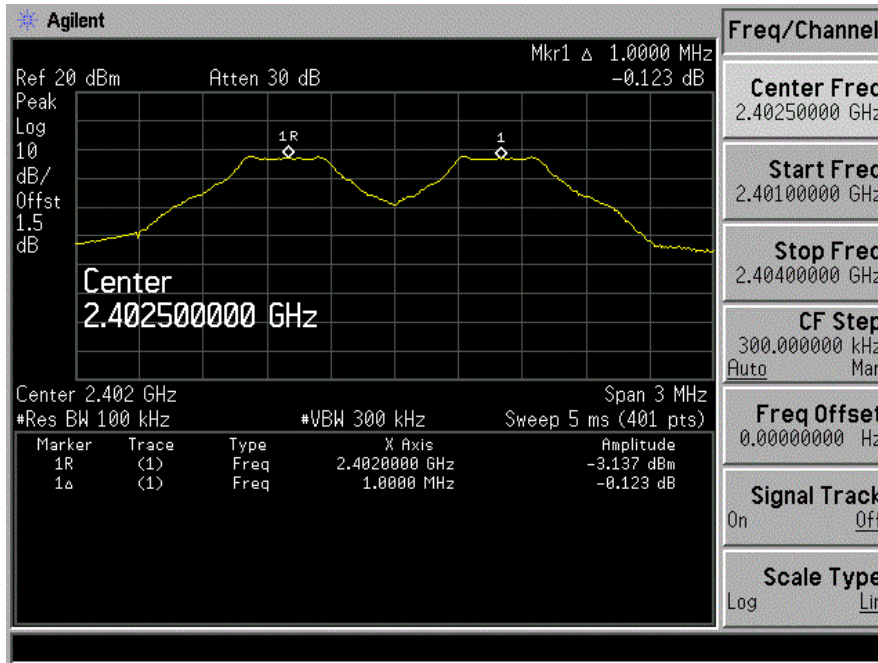 Agilent
Freq/Channel
Mkr1 Δ 1.0000 MHz
Ref 20 dBm Atten 30 dB -0.123 dB
Peak
Log
10
dB/
Offst
1.5
dB
1R
1
Center
2.402500000 GHz
Center 2.402 GHz Span 3 MHz
#Res BW 100 kHz #VBW 300 kHz Sweep 5 ms (401 pts)
Marker Trace Type X Axis Amplitude
1R (1) Freq 2.4020000 GHz -3.137 dBm
1Δ (1) Freq 1.0000 MHz -0.123 dB
Center Freq
2.40250000 GHz
Start Freq
2.40100000 GHz
Stop Freq
2.40400000 GHz
CF Step
300.000000 kHz
Auto Man
Freq Offset
0.00000000 Hz
Signal Track
On Off
Scale Type
Log Lin